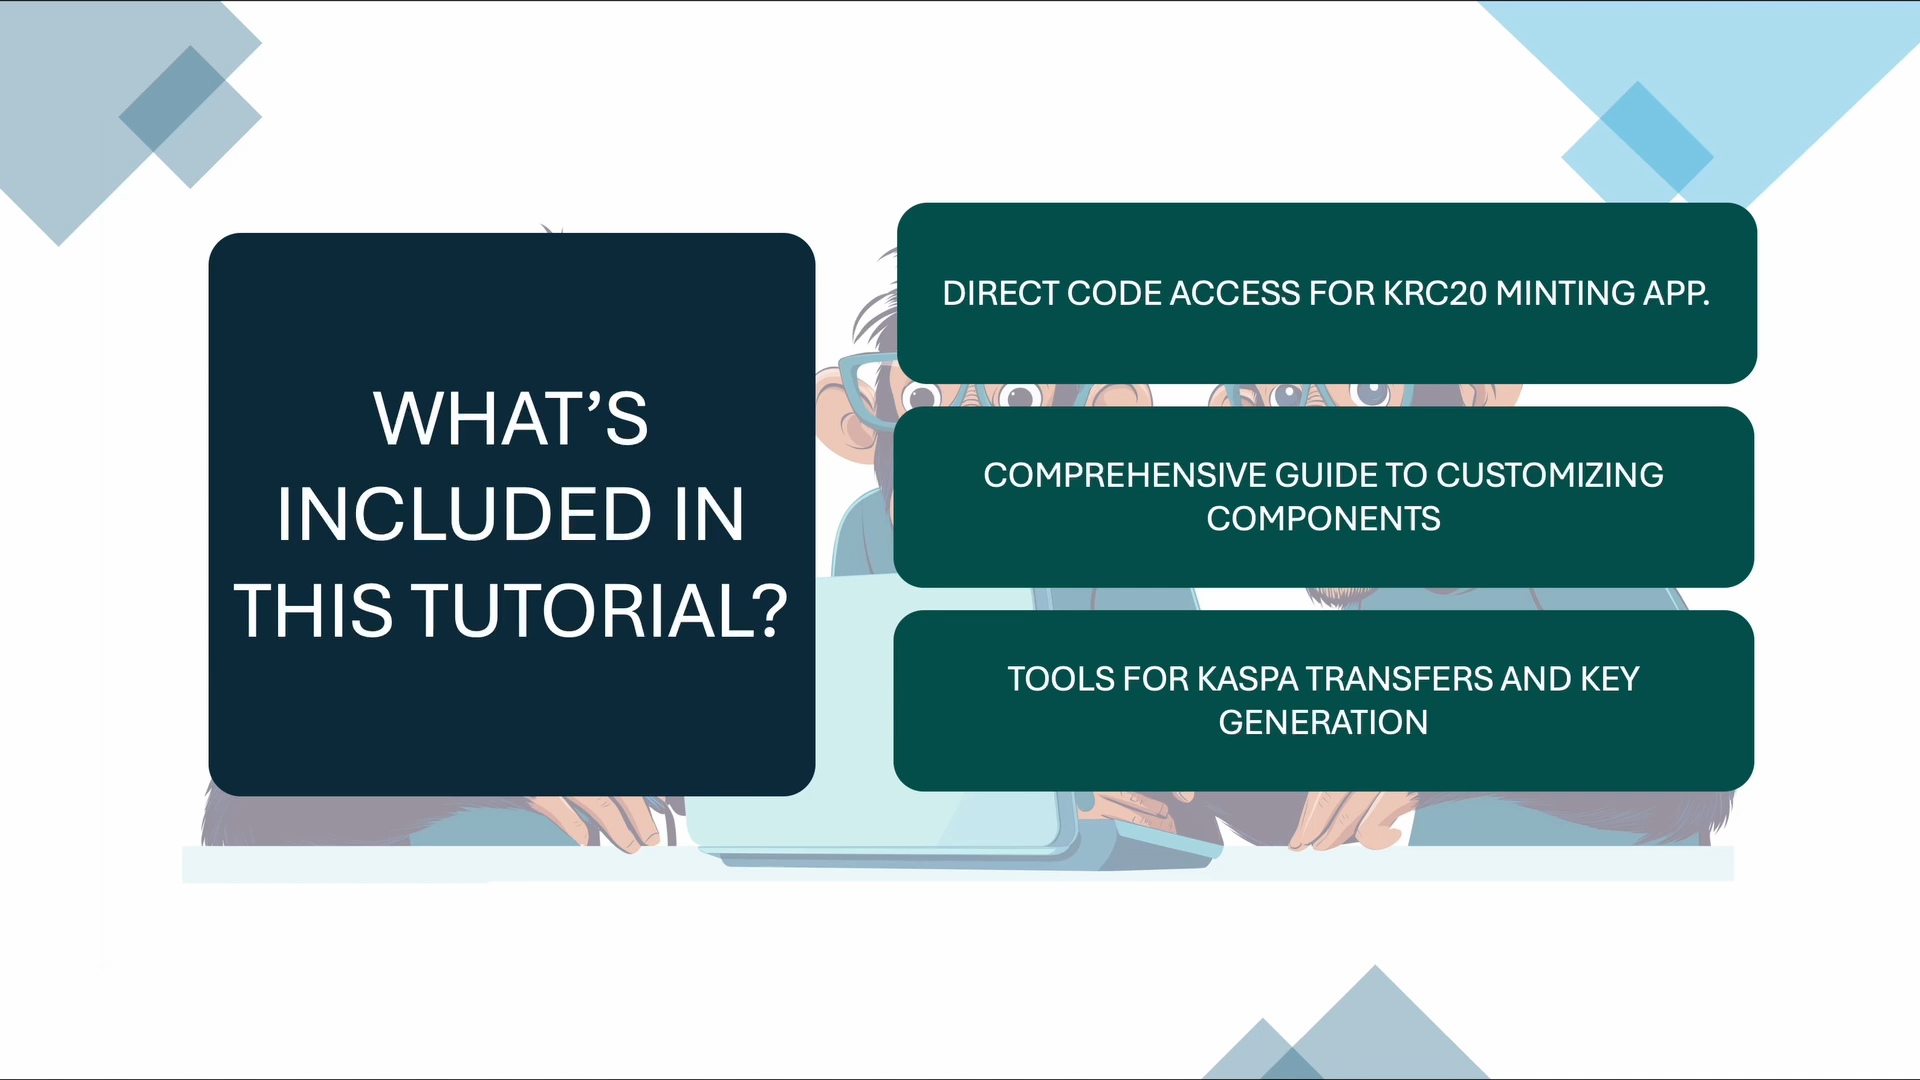 WHAT’S
INCLUDED IN
THIS TUTORIAL?
DIRECT CODE ACCESS FOR KRC20 MINTING APP.
COMPREHENSIVE GUIDE TO CUSTOMIZING
COMPONENTS
TOOLS FOR KASPA TRANSFERS AND KEY
GENERATION